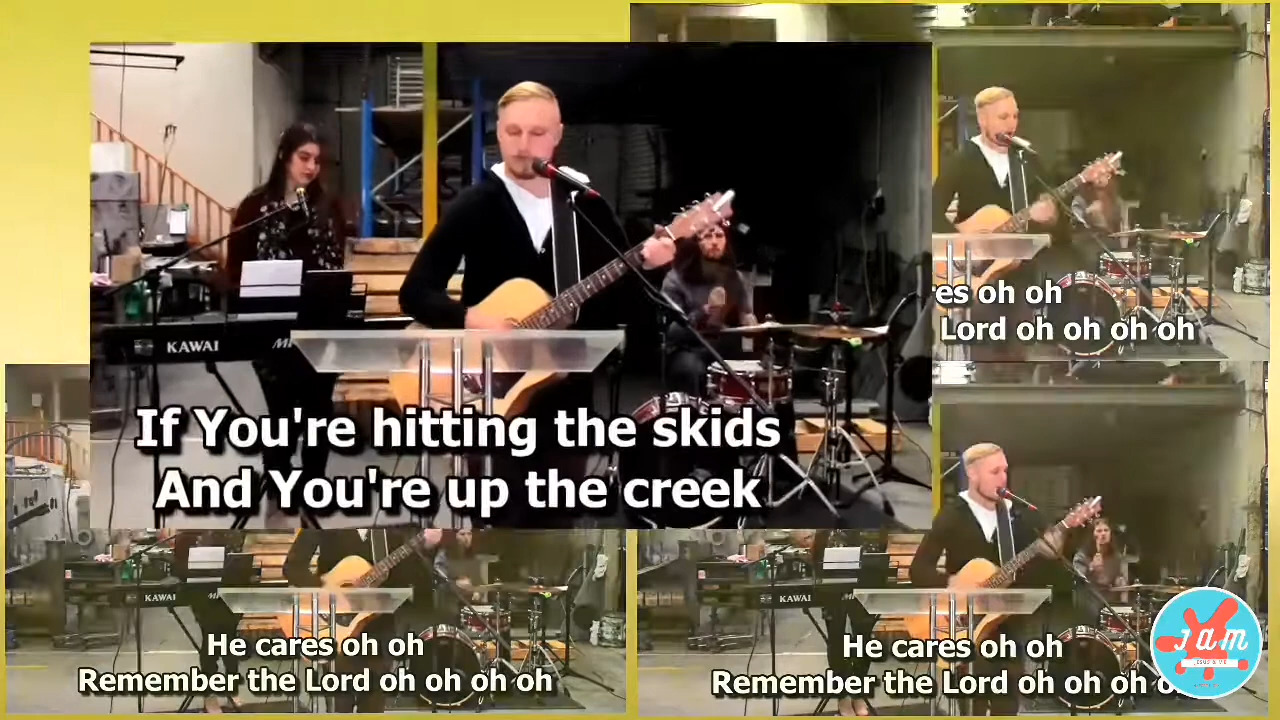 KAWAI
If You're hitting the skids
And You're up the creek
es oh oh
Lord oh oh oh oh
KAWAI
He cares oh oh
Remember the Lord oh oh oh oh
KAWAI
He cares oh oh
Remember the Lord oh oh oh
JAM